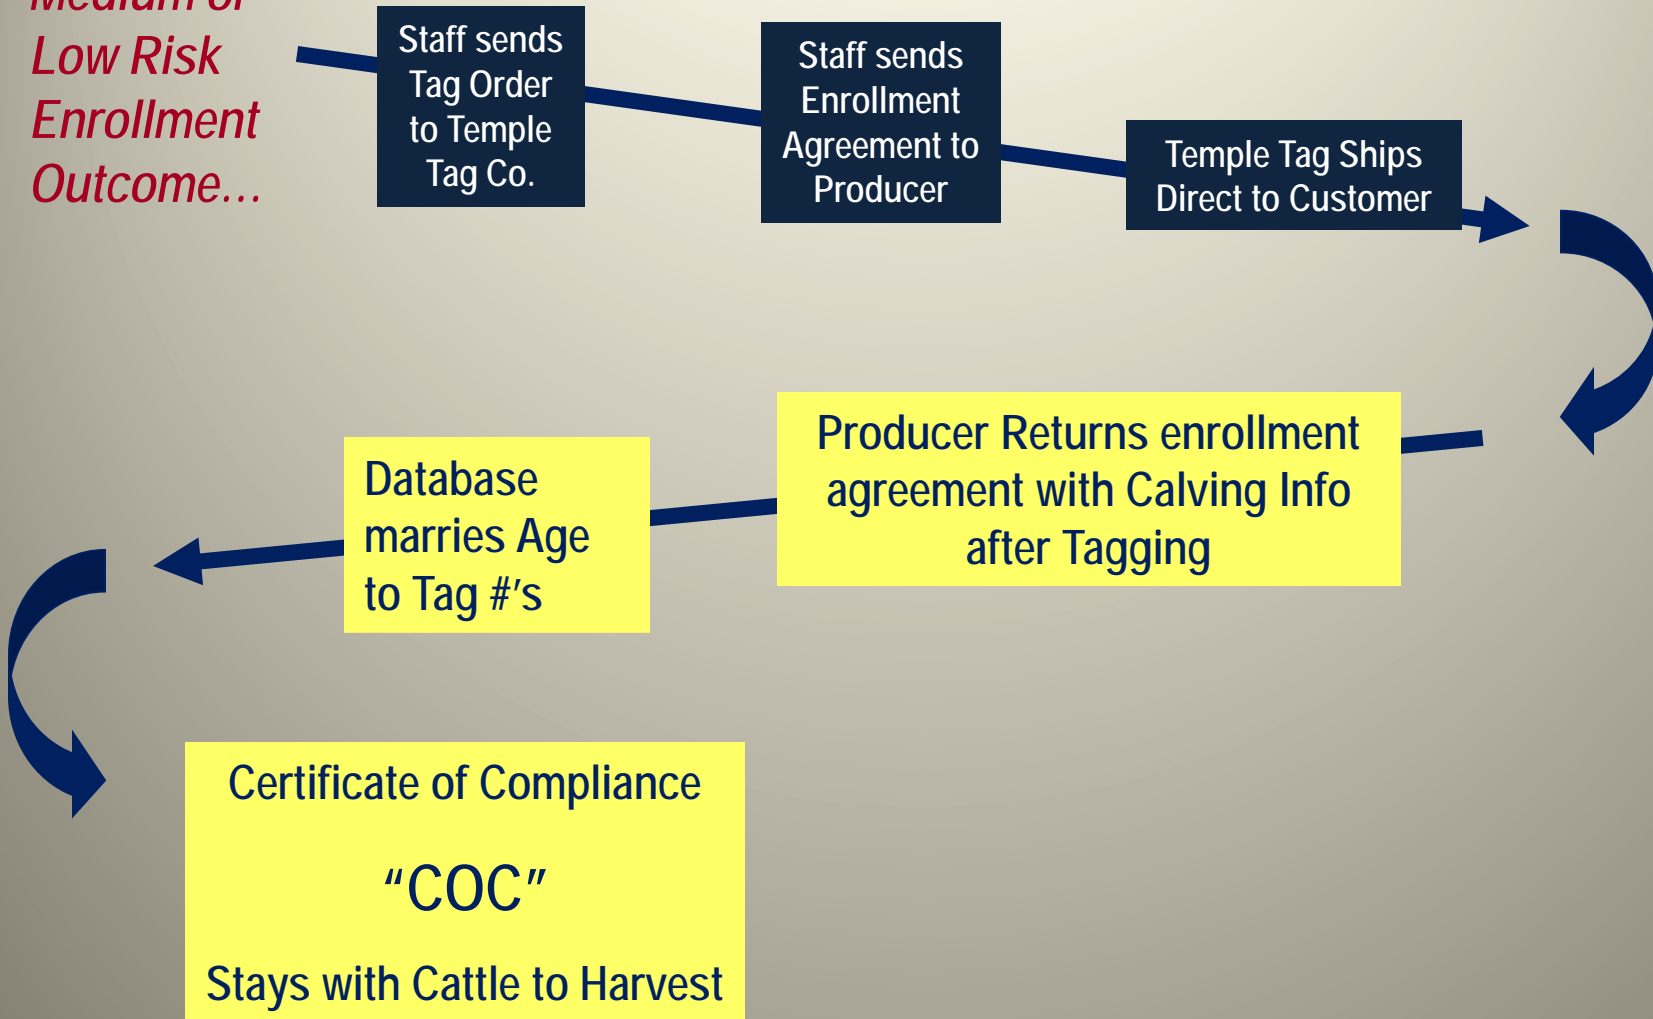 Medium or
Low Risk
Enrollment
Outcome…
Staff sends
Tag Order
to Temple
Tag Co.
Staff sends
Enrollment
Agreement to
Producer
Temple Tag Ships
Direct to Customer
Producer Returns enrollment
agreement with Calving Info
after Tagging
Database
marries Age
to Tag #'s
Certificate of Compliance
“COC”
Stays with Cattle to Harvest